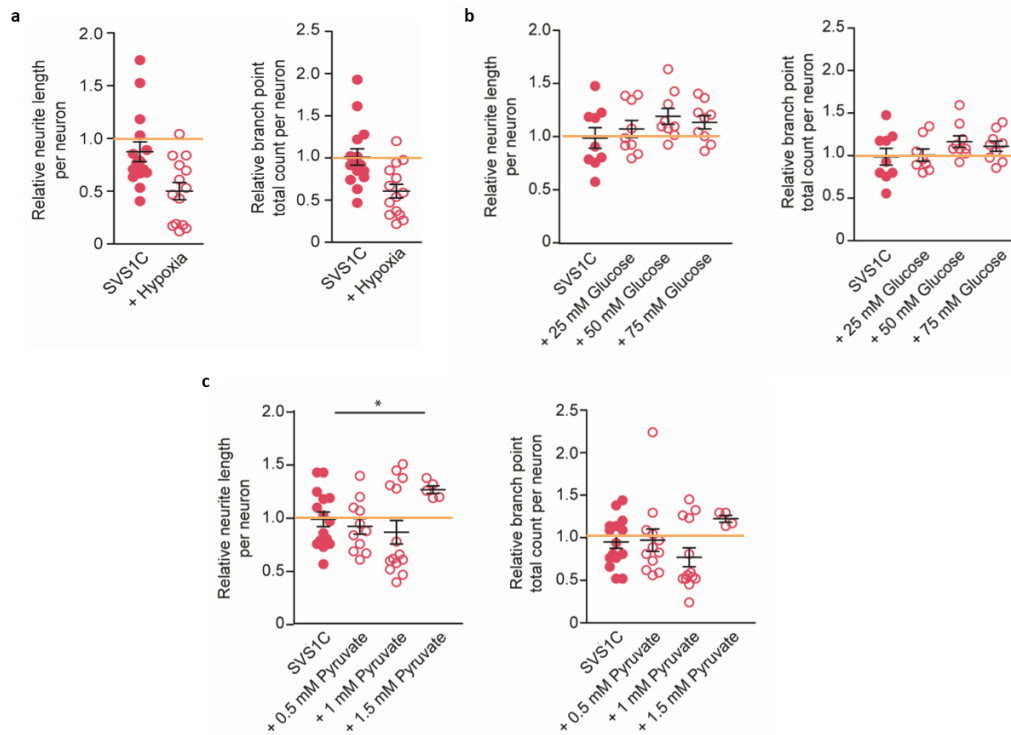 a
Relative neurite length
per neuron
2.0
1.5
1.0
0.5
0
SVS1C
+ Hypoxia
Relative branch point
total count per neuron
2.5
2.0
1.5
1.0
0.5
0
SVS1C
+ Hypoxia
b
Relative neurite length
per neuron
2.0
1.5
1.0
0.5
0
SVS1C
+ 25 mM Glucose
+ 50 mM Glucose
+ 75 mM Glucose
Relative branch point
total count per neuron
2.5
2.0
1.5
1.0
0.5
0
SVS1C
+ 25 mM Glucose
+ 50 mM Glucose
+ 75 mM Glucose
c
Relative neurite length
per neuron
2.0
1.5
1.0
0.5
0
*
SVS1C
+ 0.5 mM Pyruvate
+ 1 mM Pyruvate
+ 1.5 mM Pyruvate
Relative branch point
total count per neuron
2.5
2.0
1.5
1.0
0.5
0
SVS1C
+ 0.5 mM Pyruvate
+ 1 mM Pyruvate
+ 1.5 mM Pyruvate